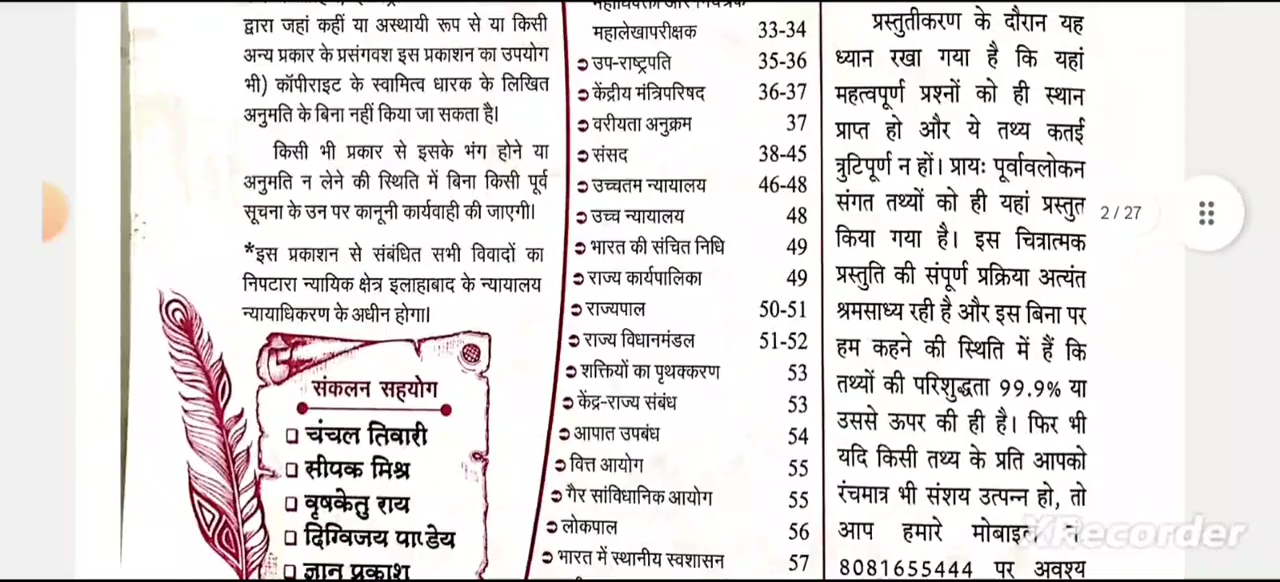 द्वारा जहां कहीं या अस्थायी रूप से या किसी
अन्य प्रकार के प्रसंगवश इस प्रकाशन का उपयोग
भी) कॉपीराइट के स्वामित्व धारक के लिखित
अनुमति के बिना नहीं किया जा सकता है।
किसी भी प्रकार से इसके भंग होने या
अनुमति न लेने की स्थिति में बिना किसी पूर्व
सूचना के उन पर कानूनी कार्यवाही की जाएगी।
*इस प्रकाशन से संबंधित सभी विवादों का
निपटारा न्यायिक क्षेत्र इलाहाबाद के न्यायालय
न्यायाधिकरण के अधीन होगा।
संकलन सहयोग
चंचल तिवारी
सीपक मिश्र
वृषकेतु राय
दिग्विजय पाण्डेय
ज्ञान प्रकाश
महालेखापरीक्षक 33-34
उप-राष्ट्रपति 35-36
केंद्रीय मंत्रिपरिषद 36-37
वरीयता अनुक्रम 37
संसद 38-45
उच्चतम न्यायालय 46-48
उच्च न्यायालय 48
भारत की संचित निधि 49
राज्य कार्यपालिका 49
राज्यपाल 50-51
राज्य विधानमंडल 51-52
शक्तियों का पृथक्करण 53
केंद्र-राज्य संबंध 53
आपात उपबंध 54
वित्त आयोग 55
गैर सांविधानिक आयोग 55
लोकपाल 56
भारत में स्थानीय स्वशासन 57
प्रस्तुतीकरण के दौरान यह
ध्यान रखा गया है कि यहां
महत्वपूर्ण प्रश्नों को ही स्थान
प्राप्त हो और ये तथ्य कतई
त्रुटिपूर्ण न हों। प्रायः पूर्वावलोकन
संगत तथ्यों को ही यहां प्रस्तुत
किया गया है। इस चित्रात्मक
प्रस्तुति की संपूर्ण प्रक्रिया अत्यंत
श्रमसाध्य रही है और इस बिना पर
हम कहने की स्थिति में हैं कि
तथ्यों की परिशुद्धता 99.9% या
उससे ऊपर की ही है। फिर भी
यदि किसी तथ्य के प्रति आपको
रंचमात्र भी संशय उत्पन्न हो, तो
आप हमारे मोबाइल नं.
8081655444 पर अवश्य
2 / 27
XRecorder